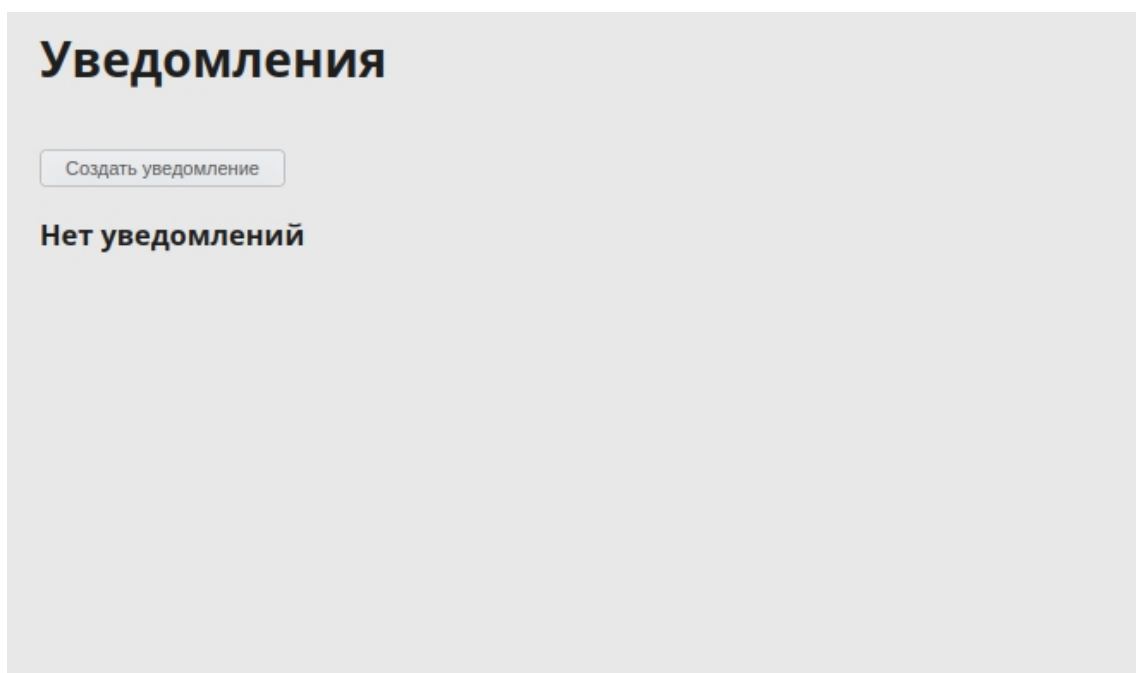 Уведомления
Создать уведомление
Нет уведомлений